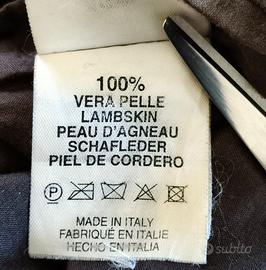 100%
VERA PELLE
LAMBSKIN
PEAU D'AGNEAU
SCHAFLEDER
PIEL DE CORDERO
P
MADE IN ITALY
FABRIQUÉ EN ITALIE
HECHO EN ITALIA
subito